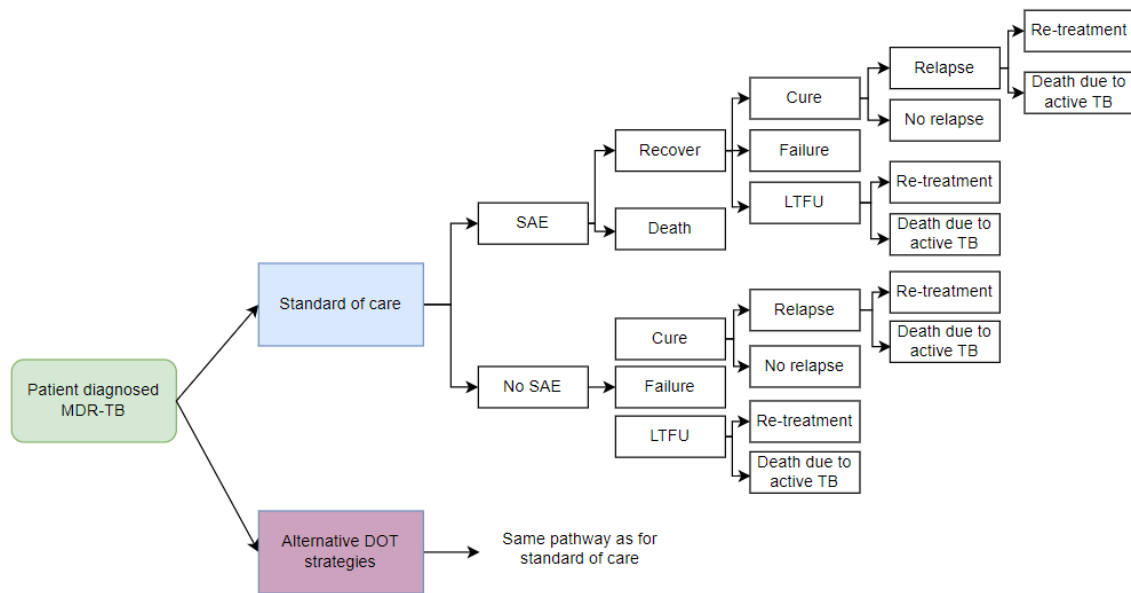 Re-treatment
Relapse
Death due to
active TB
Cure
No relapse
Recover
Failure
Re-treatment
LTFU
SAE
Death
Death due to
active TB
Standard of care
Re-treatment
Relapse
Cure
Death due to
active TB
No relapse
Patient diagnosed
MDR-TB
No SAE
Failure
Re-treatment
LTFU
Death due to
active TB
Alternative DOT
strategies
Same pathway as for
standard of care